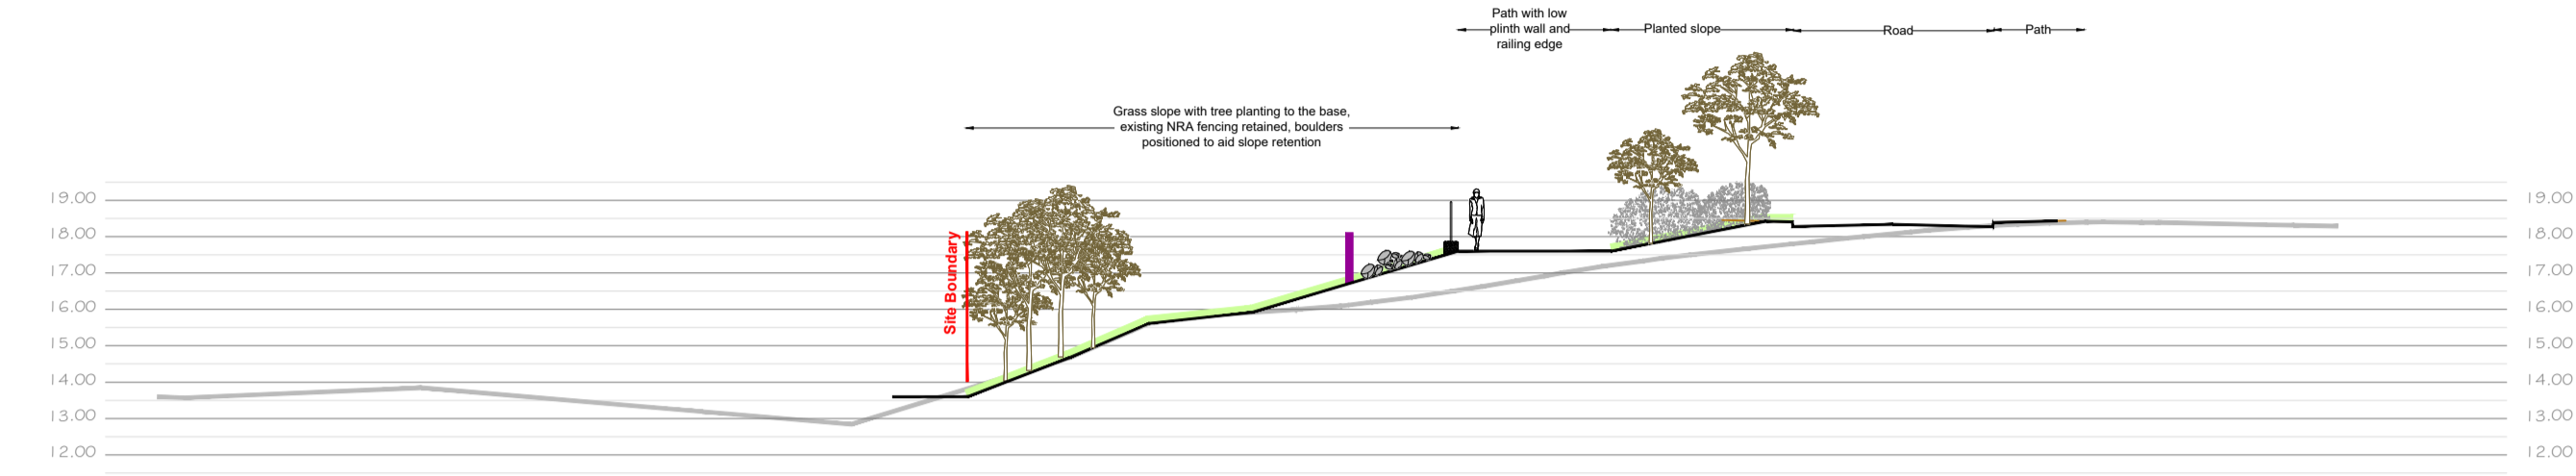 Path with low
plinth wall and
railing edge
Planted slope
Road
Path
Grass slope with tree planting to the base,
existing NRA fencing retained, boulders
positioned to aid slope retention
Site Boundary
19.00
18.00
17.00
16.00
15.00
14.00
13.00
12.00
19.00
18.00
17.00
16.00
15.00
14.00
13.00
12.00